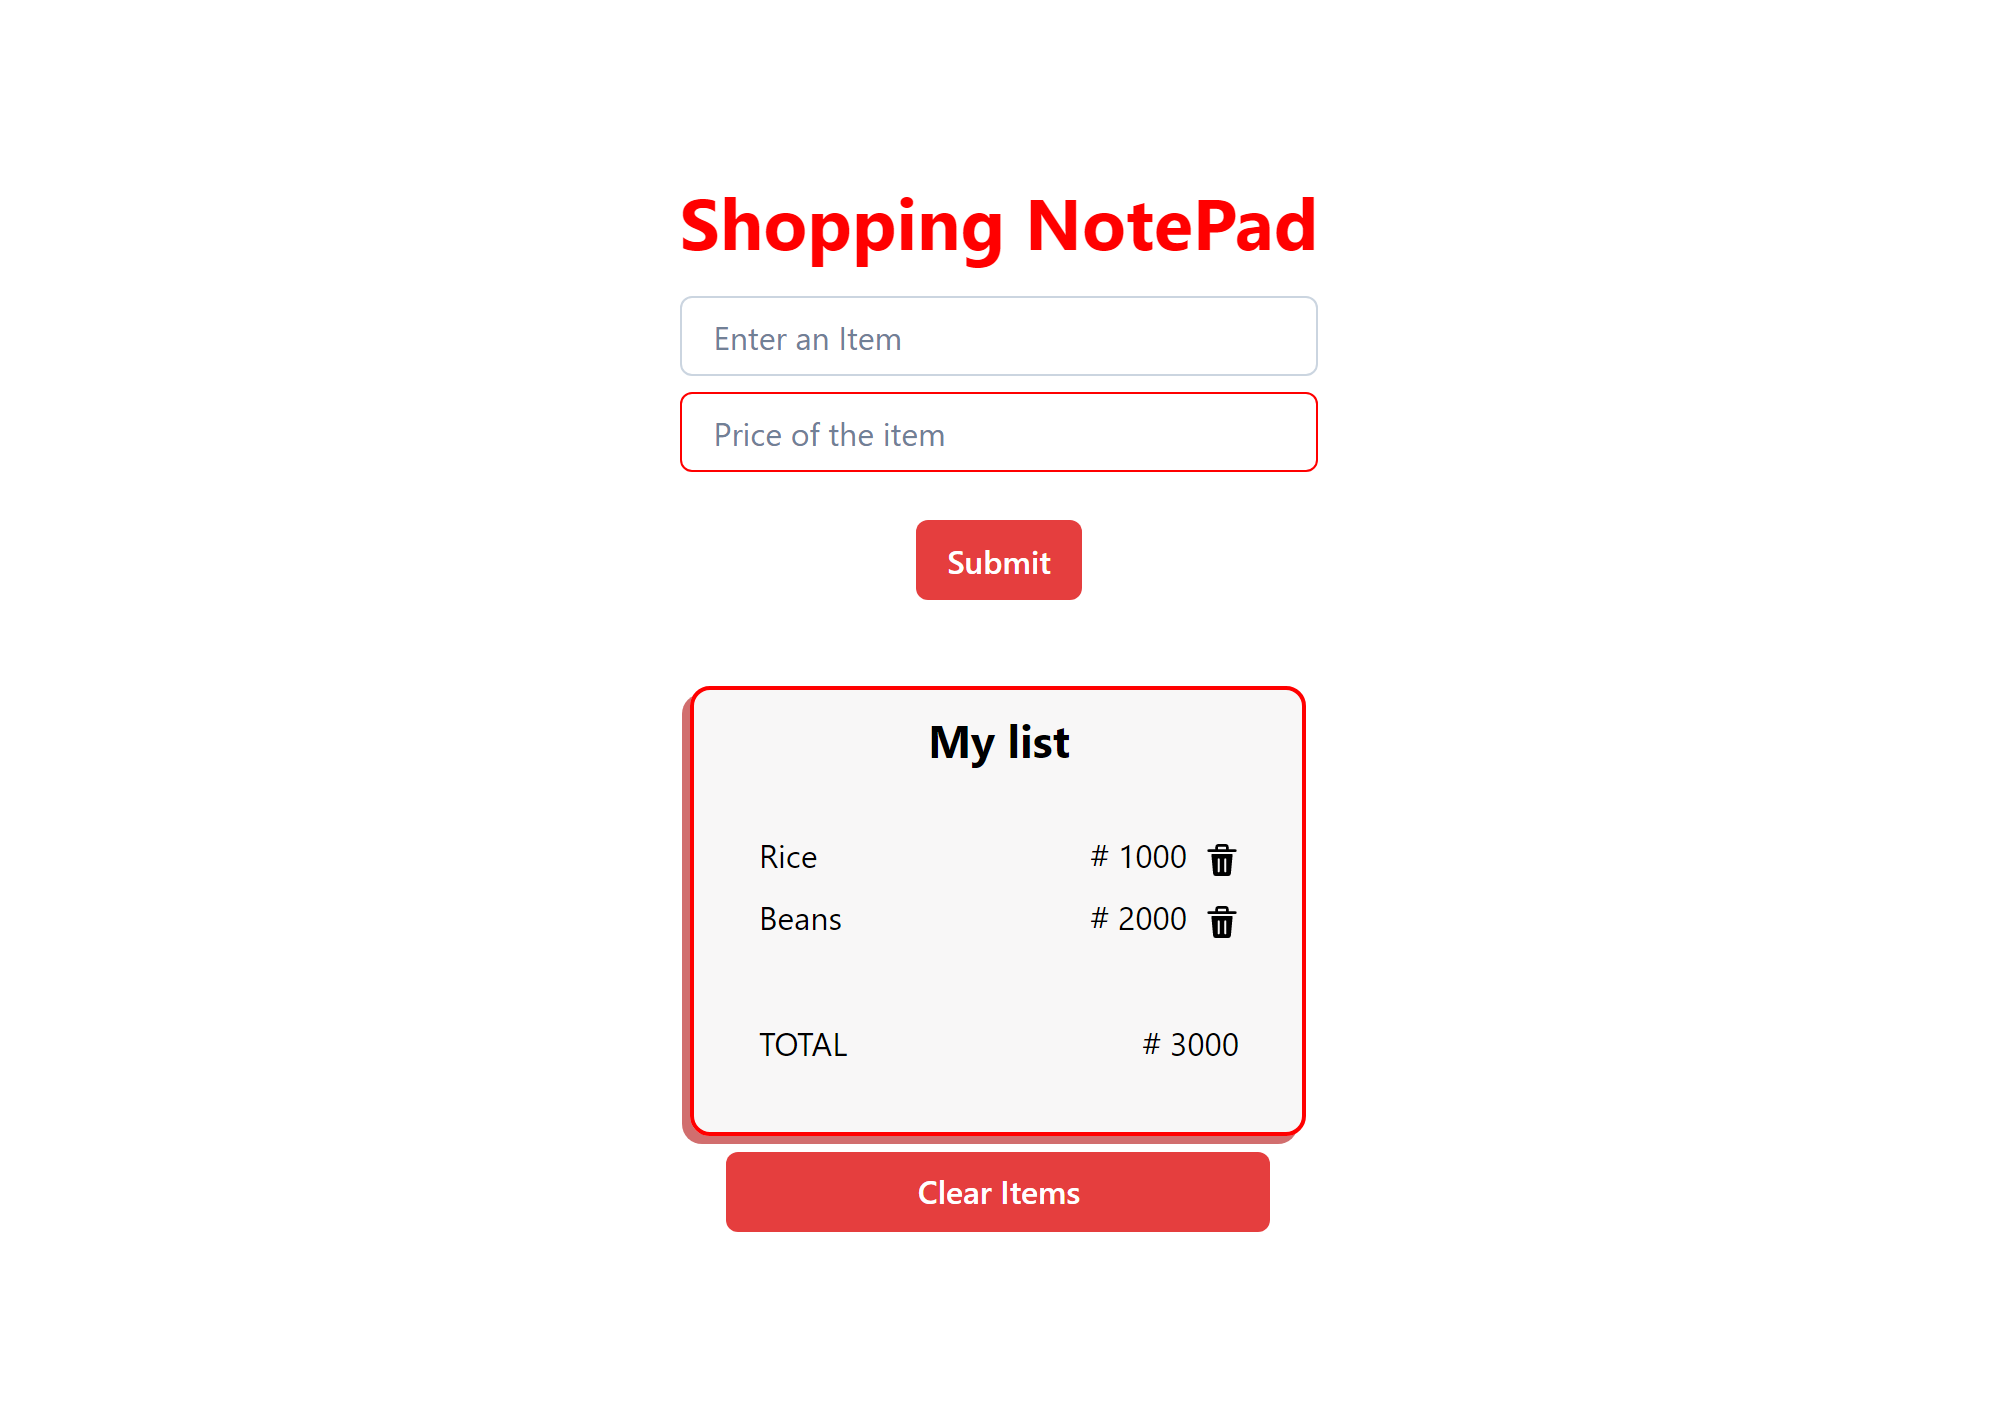 Shopping NotePad
Enter an Item
Price of the item
Submit
My list
Rice # 1000
Beans # 2000
TOTAL # 3000
Clear Items